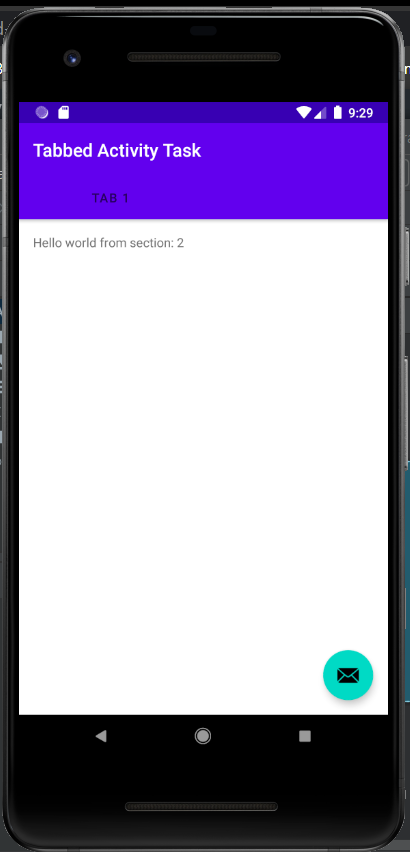 9:29
Tabbed Activity Task
TAB 1
Hello world from section: 2